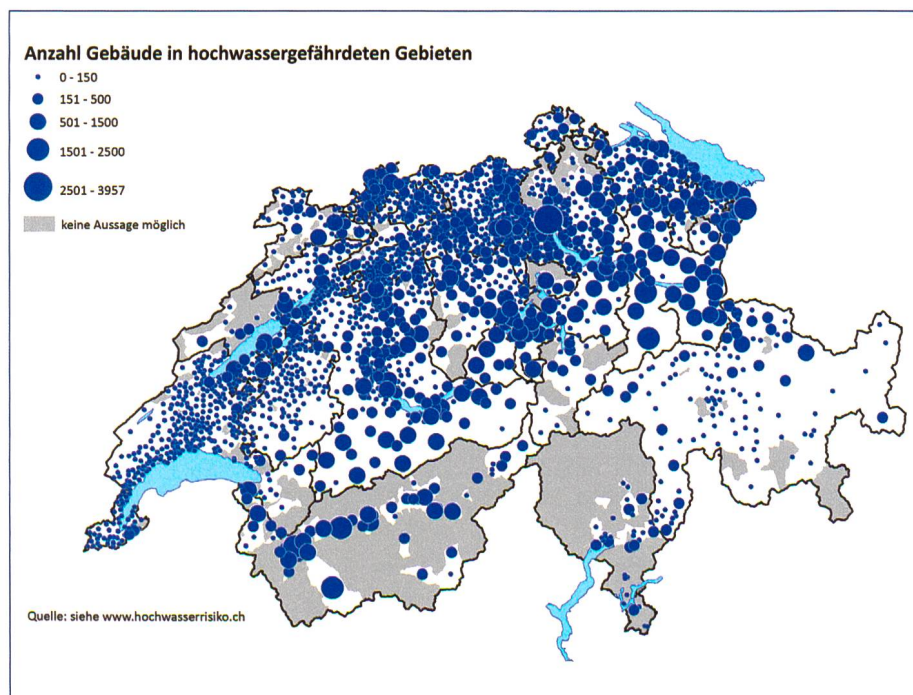 Anzahl Gebäude in hochwassergefährdeten Gebieten
0 - 150
151 - 500
501 - 1500
1501 - 2500
2501 - 3957
keine Aussage möglich
Quelle: siehe www.hochwasserrisiko.ch